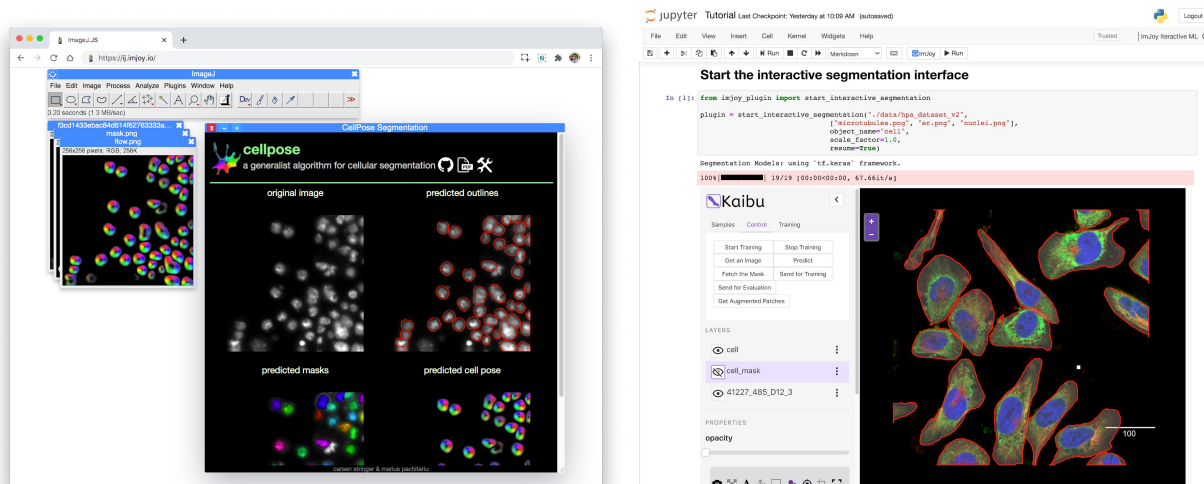 ImageJ.JS
https://ij.imjoy.io/
ImageJ
File Edit Image Process Analyze Plugins Window Help
Dev
0.20 seconds (1.3 MB/sec)
f3cd1433ebac84d614f62763333a...
mask.png
flow.png
256x256 pixels; RGB; 256K
CellPose Segmentation
cellpose
a generalist algorithm for cellular segmentation
PDF
original image predicted outlines
predicted masks predicted cell pose
carsen stringer & marius pachitariu
jupyter Tutorial Last Checkpoint: Yesterday at 10:09 AM (autosaved)
Logout
File Edit View Insert Cell Kernel Widgets Help
Trusted
ImJoy Iteractive ML
Run Markdown ImJoy Run
Start the interactive segmentation interface
In [1]: from imjoy_plugin import start_interactive_segmentation
plugin = start_interactive_segmentation("./data/hpa_dataset_v2",
["microtubules.png", "er.png", "nuclei.png"],
object_name="cell",
scale_factor=1.0,
resume=True)
Segmentation Models: using `tf.keras` framework.
100%| | 19/19 [00:00<00:00, 67.66it/s]
Kaibu
Samples Control Training
Start Training Stop Training
Get an Image Predict
Fetch the Mask Send for Training
Send for Evaluation
Get Augmented Patches
LAYERS
cell
cell_mask
41227_485_D12_3
PROPERTIES
opacity
100